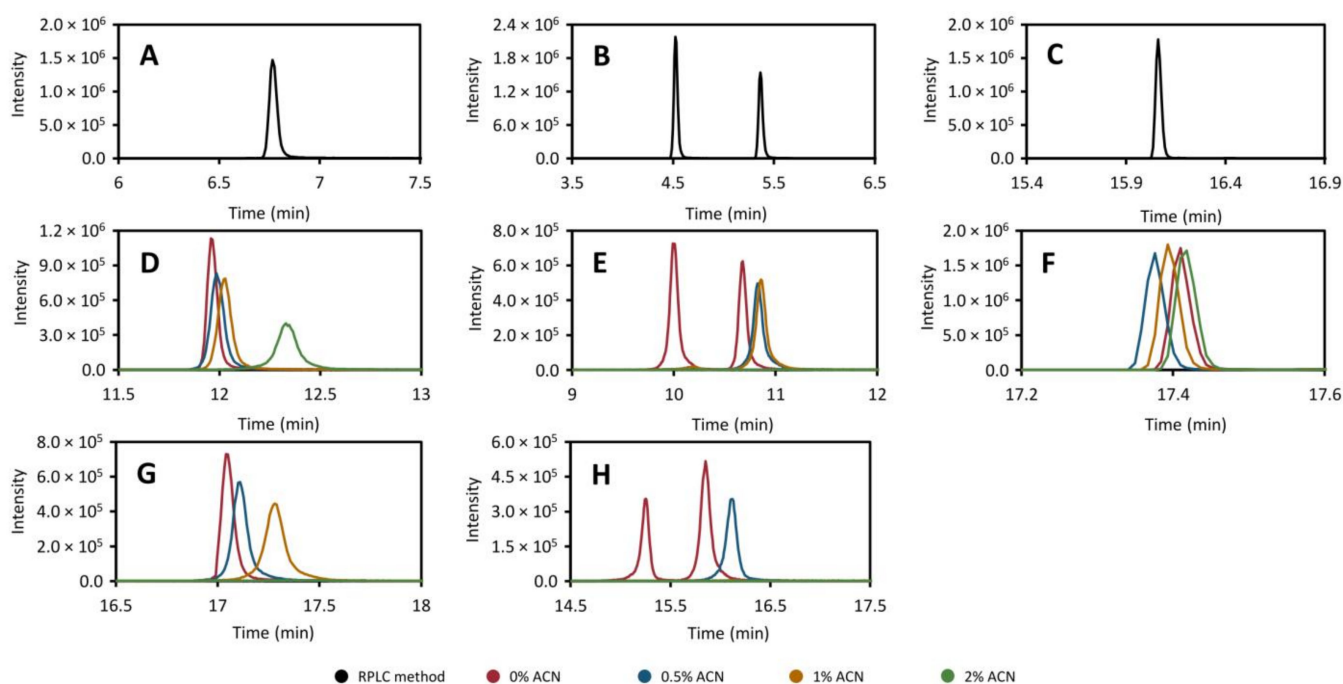 2.0 × 10⁶ 2.4 × 10⁶ 2.0 × 10⁶
A B C
1.5 × 10⁶ 1.8 × 10⁶ 1.5 × 10⁶
Intensity Intensity Intensity
1.0 × 10⁶ 1.2 × 10⁶ 1.0 × 10⁶
5.0 × 10⁵ 6.0 × 10⁵ 5.0 × 10⁵
0.0 0.0 0.0
6 6.5 7 7.5 3.5 4.5 5.5 6.5 15.4 15.9 16.4 16.9
Time (min) Time (min) Time (min)
1.2 × 10⁶ 8.0 × 10⁵ 2.0 × 10⁶
D E F
9.0 × 10⁵ 6.0 × 10⁵ 1.5 × 10⁶
Intensity Intensity Intensity
6.0 × 10⁵ 4.0 × 10⁵ 1.0 × 10⁶
3.0 × 10⁵ 2.0 × 10⁵ 5.0 × 10⁵
0.0 0.0 0.0
11.5 12 12.5 13 9 10 11 12 17.2 17.4 17.6
Time (min) Time (min) Time (min)
8.0 × 10⁵ 6.0 × 10⁵
G H
6.0 × 10⁵ 4.5 × 10⁵
Intensity Intensity
4.0 × 10⁵ 3.0 × 10⁵
2.0 × 10⁵ 1.5 × 10⁵
0.0 0.0
16.5 17 17.5 18 14.5 15.5 16.5 17.5
Time (min) Time (min)
RPLC method 0% ACN 0.5% ACN 1% ACN 2% ACN